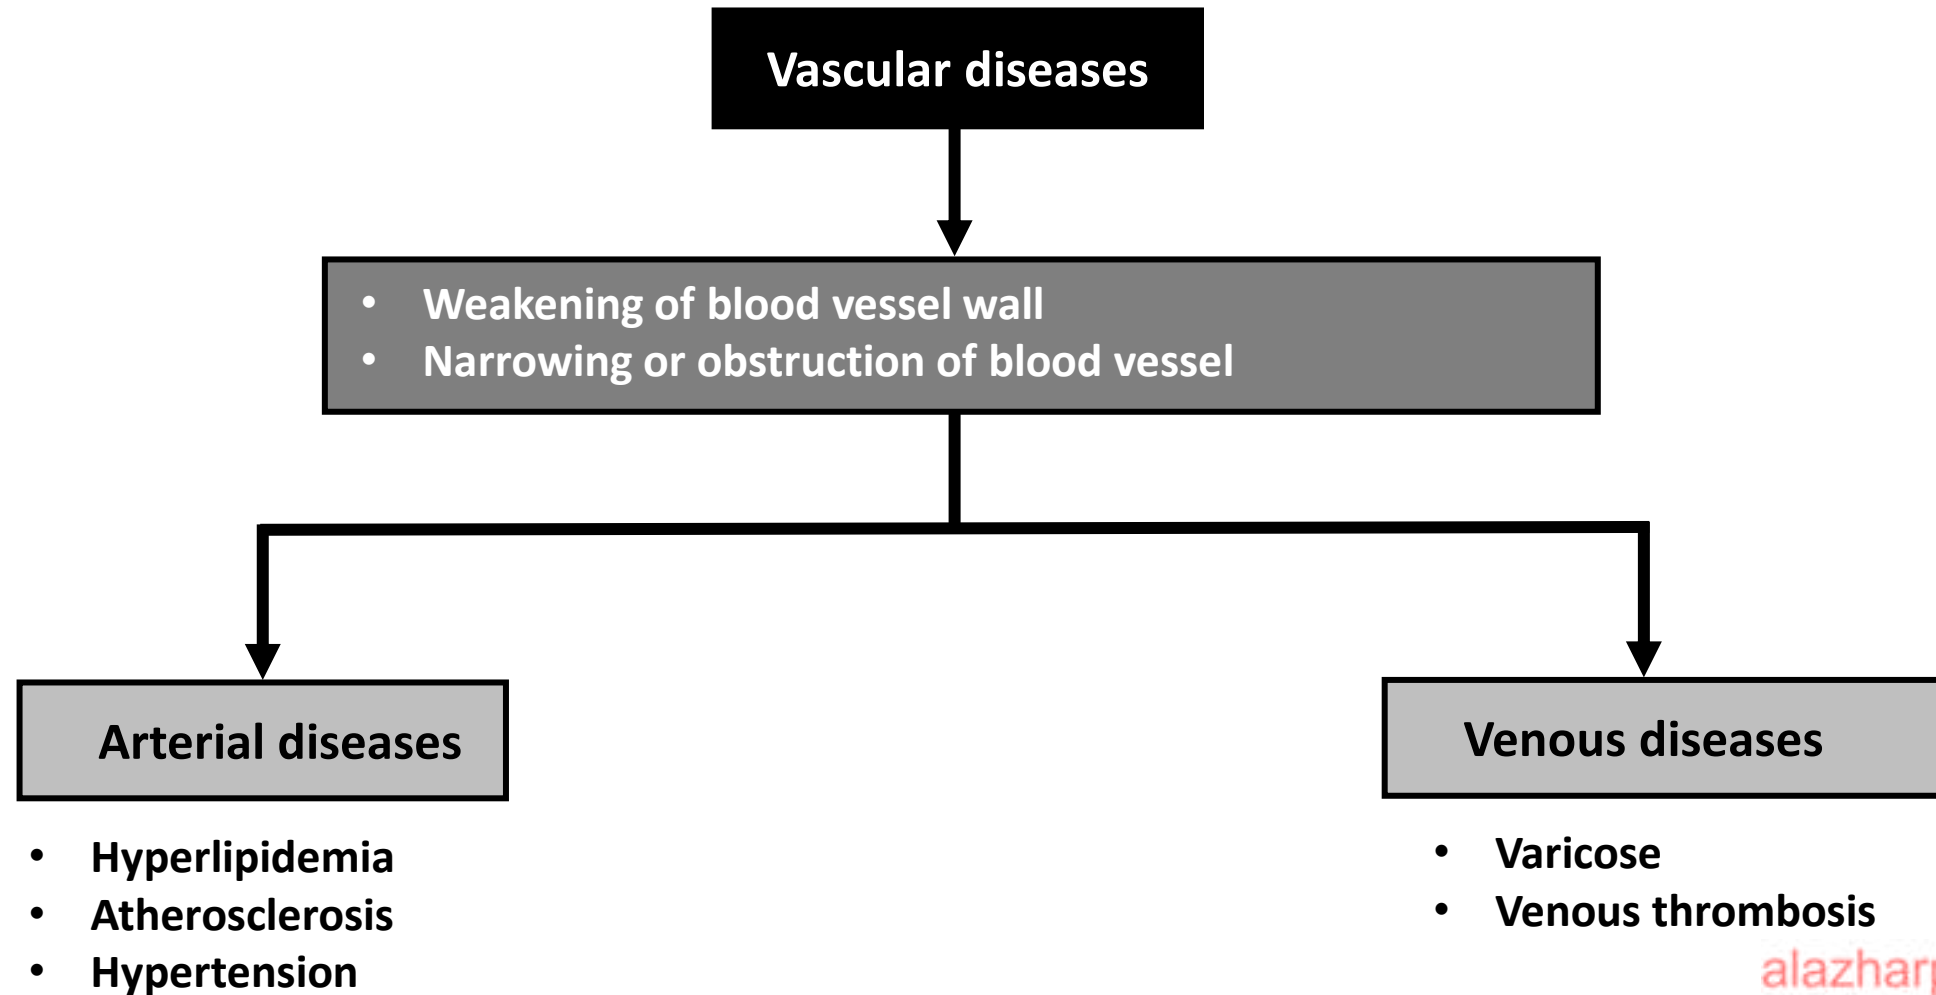 Vascular diseases
• Weakening of blood vessel wall
• Narrowing or obstruction of blood vessel
Arterial diseases
• Hyperlipidemia
• Atherosclerosis
• Hypertension
Venous diseases
• Varicose
• Venous thrombosis